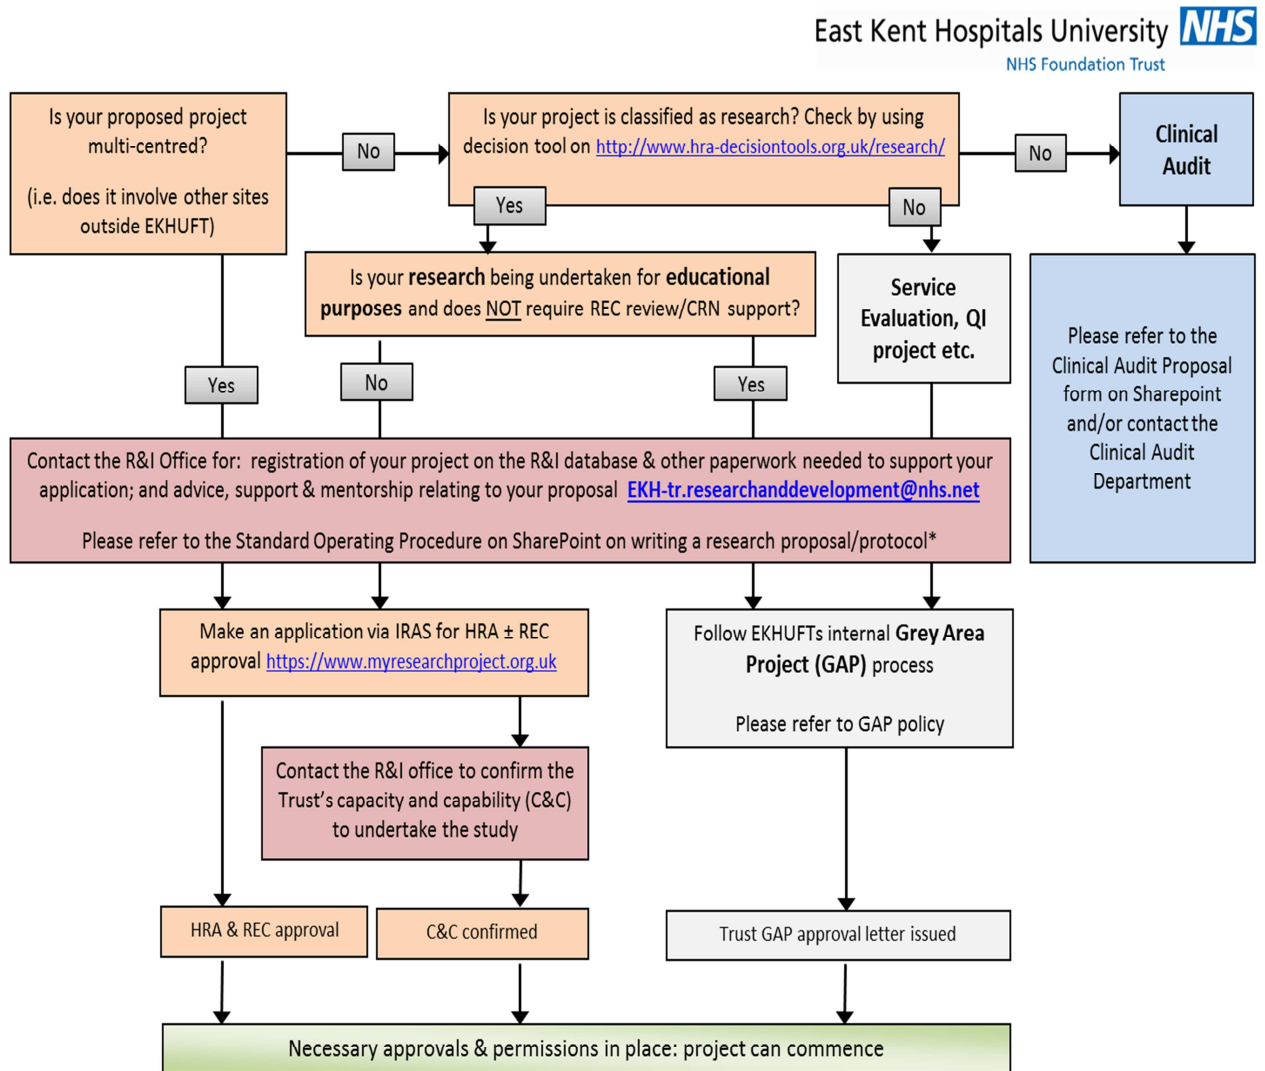 East Kent Hospitals University NHS
NHS Foundation Trust
Is your proposed project
multi-centred?
(i.e. does it involve other sites
outside EKHUFT)
No
Is your project is classified as research? Check by using
decision tool on http://www.hra-decisiontools.org.uk/research/
No
Clinical
Audit
Yes
No
Is your research being undertaken for educational
purposes and does NOT require REC review/CRN support?
Service
Evaluation, QI
project etc.
Please refer to the
Clinical Audit Proposal
form on Sharepoint
and/or contact the
Clinical Audit
Department
Yes
No
Yes
Contact the R&I Office for: registration of your project on the R&I database & other paperwork needed to support your
application; and advice, support & mentorship relating to your proposal EKH-tr.researchanddevelopment@nhs.net
Please refer to the Standard Operating Procedure on SharePoint on writing a research proposal/protocol*
Make an application via IRAS for HRA ± REC
approval https://www.myresearchproject.org.uk
Follow EKHUFTs internal Grey Area
Project (GAP) process
Please refer to GAP policy
Contact the R&I office to confirm the
Trust's capacity and capability (C&C)
to undertake the study
HRA & REC approval
C&C confirmed
Trust GAP approval letter issued
Necessary approvals & permissions in place: project can commence